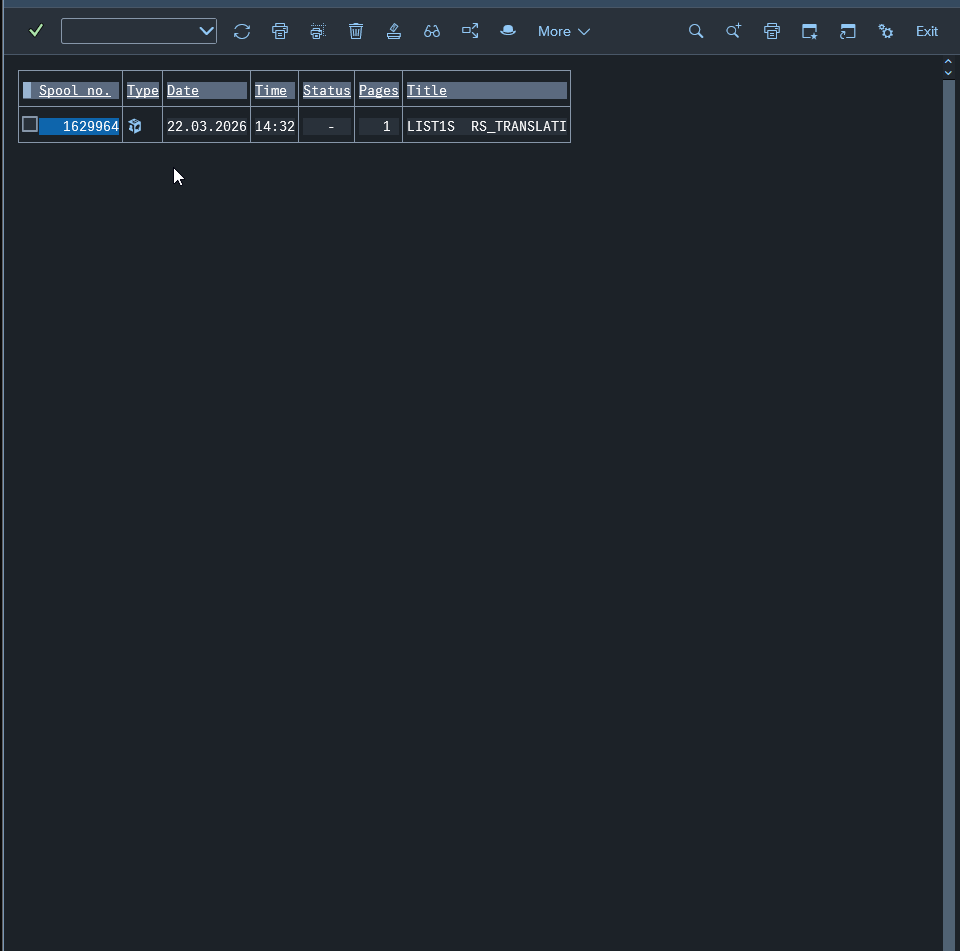 More Exit
Spool no. Type Date Time Status Pages Title
1629964 22.03.2026 14:32 - 1 LIST1S RS_TRANSLATI